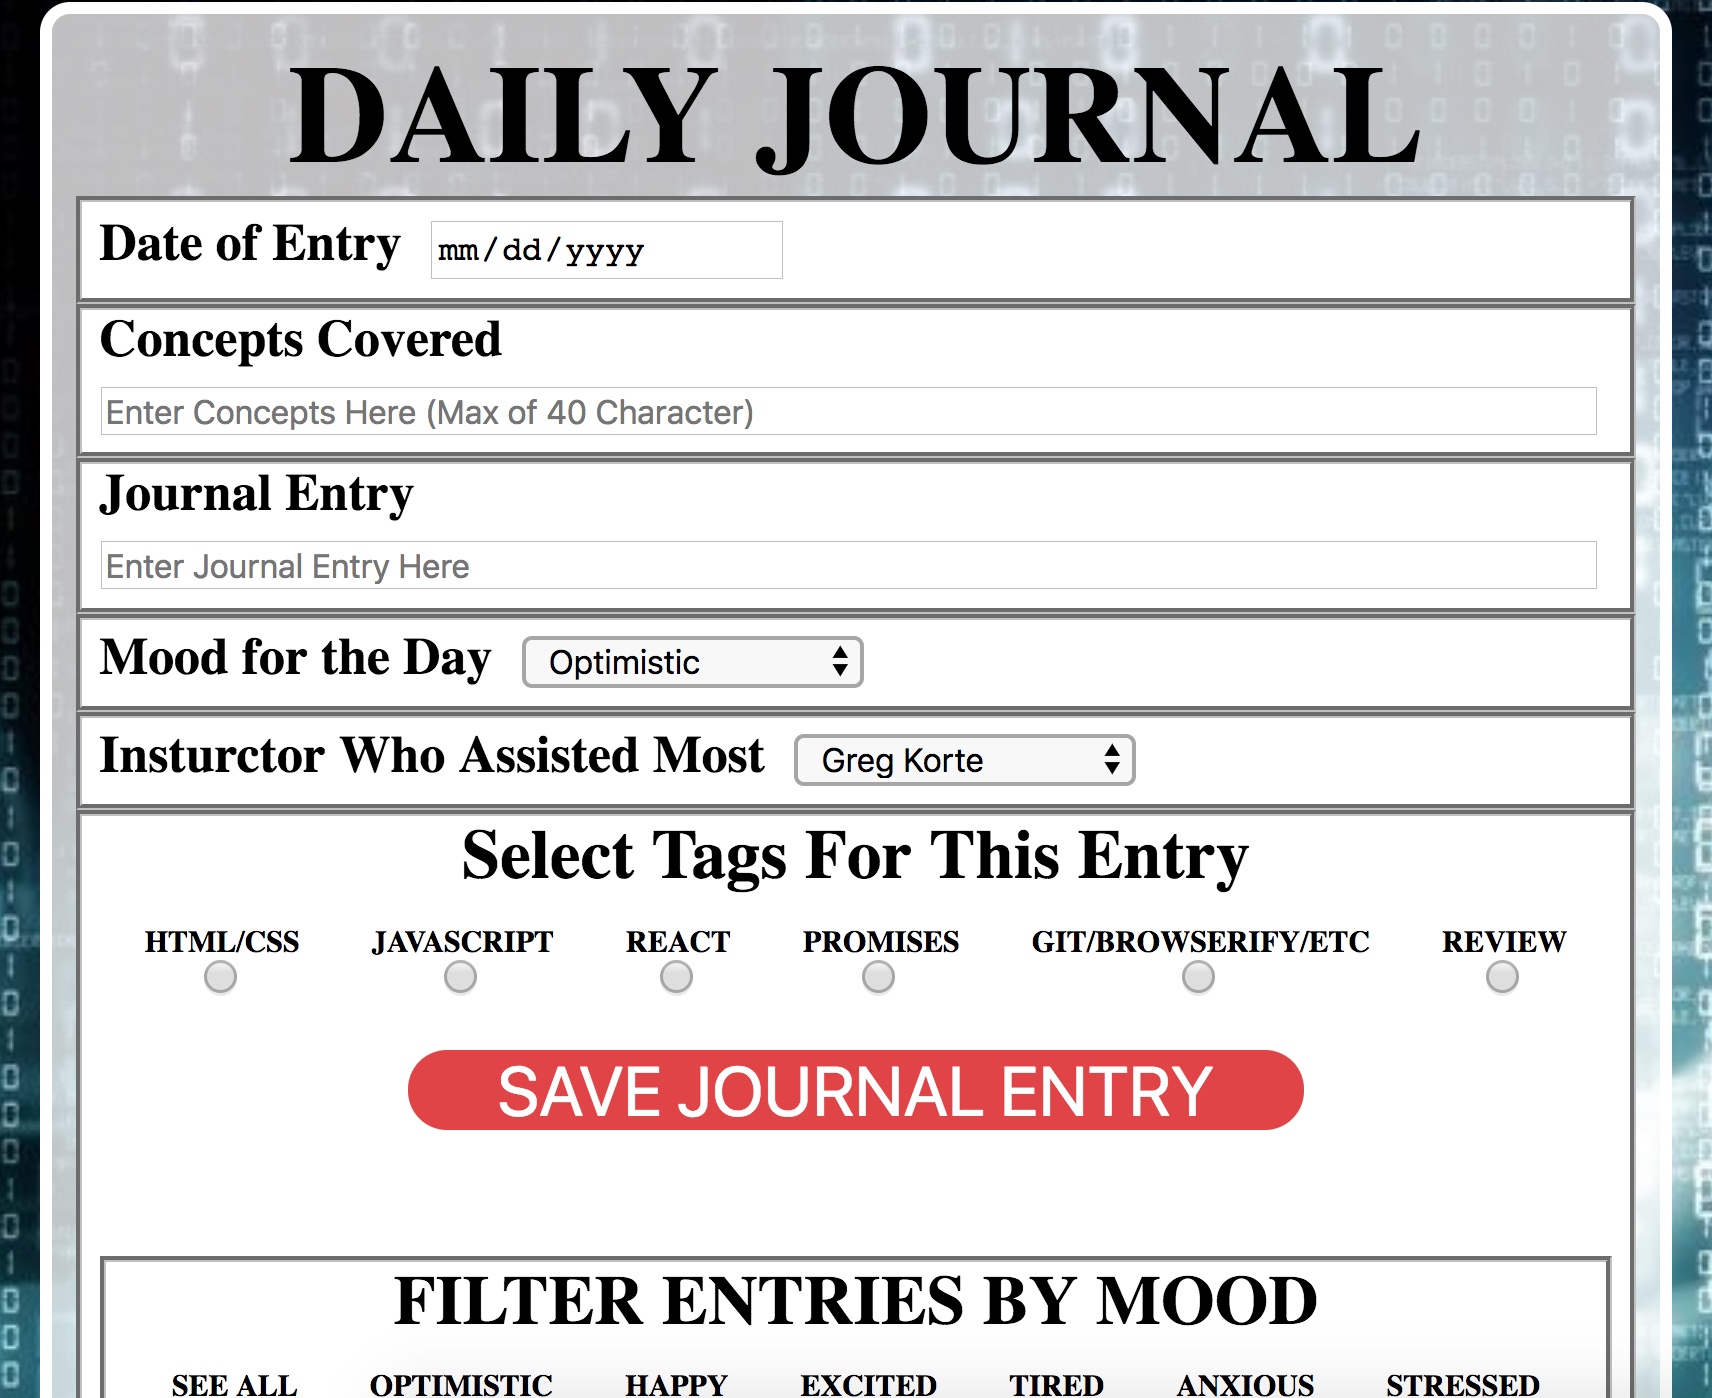 DAILY JOURNAL
Date of Entry mm/dd/yyyy
Concepts Covered
Enter Concepts Here (Max of 40 Character)
Journal Entry
Enter Journal Entry Here
Mood for the Day Optimistic
Insturctor Who Assisted Most Greg Korte
Select Tags For This Entry
HTML/CSS JAVASCRIPT REACT PROMISES GIT/BROWSERIFY/ETC REVIEW
SAVE JOURNAL ENTRY
FILTER ENTRIES BY MOOD
SEE ALL OPTIMISTIC HAPPY EXCITED TIRED ANXIOUS STRESSED